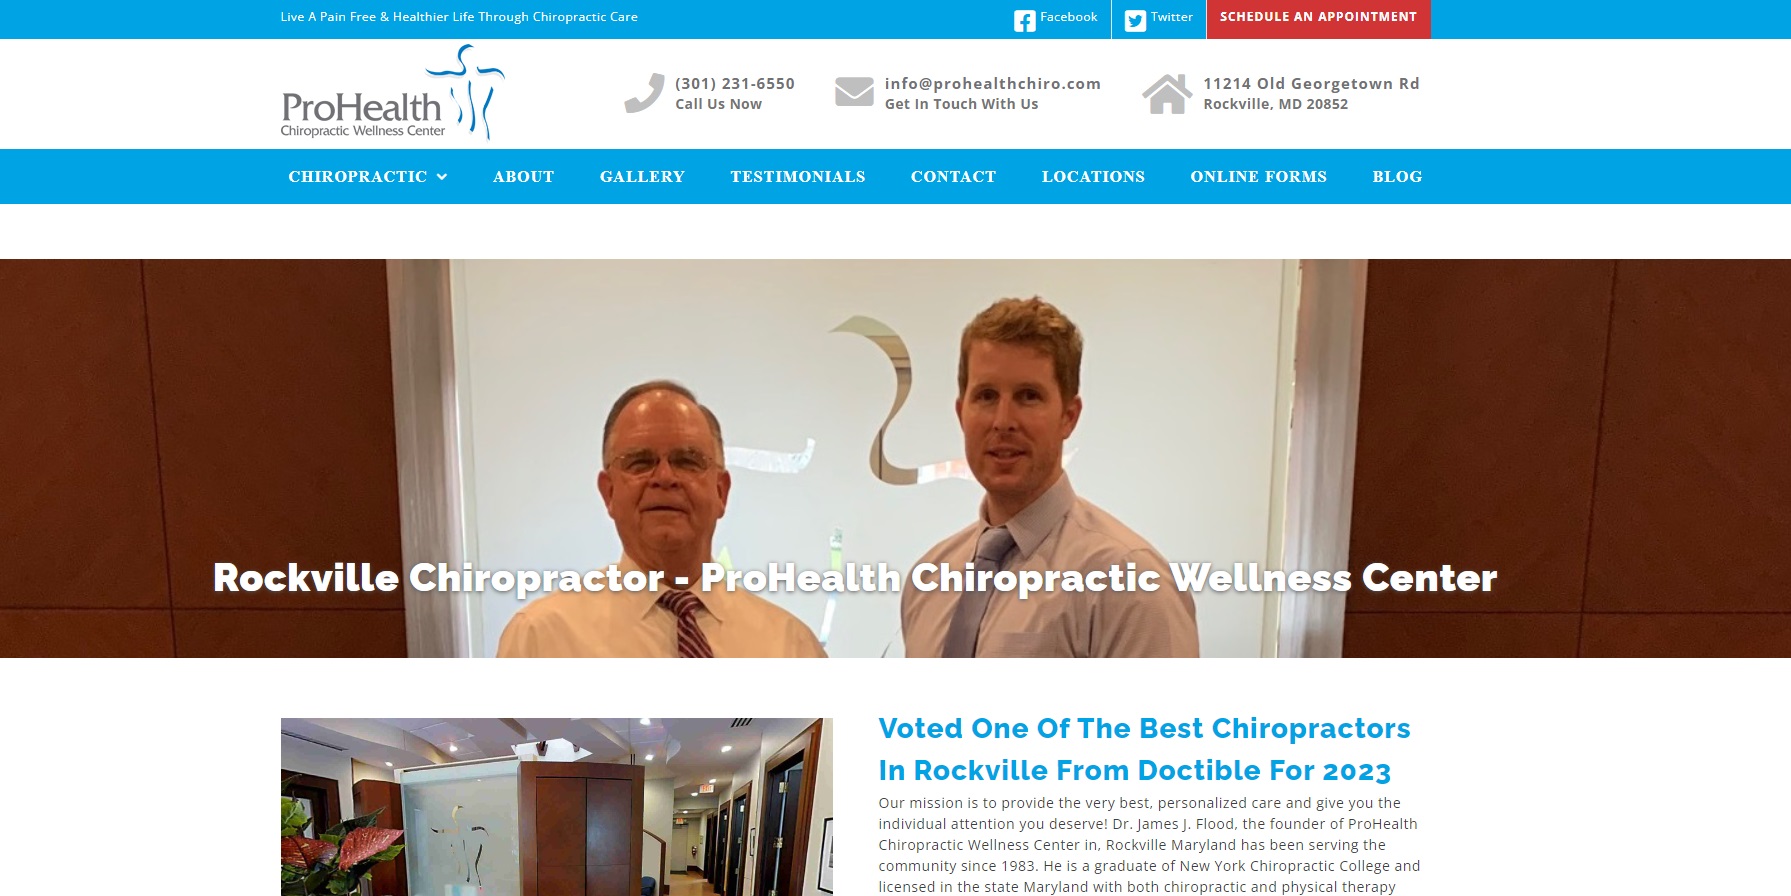 Live A Pain Free & Healthier Life Through Chiropractic Care
Facebook
Twitter
SCHEDULE AN APPOINTMENT
ProHealth
Chiropractic Wellness Center
(301) 231-6550
Call Us Now
info@prohealthchiro.com
Get In Touch With Us
11214 Old Georgetown Rd
Rockville, MD 20852
CHIROPRACTIC
ABOUT
GALLERY
TESTIMONIALS
CONTACT
LOCATIONS
ONLINE FORMS
BLOG
Rockville Chiropractor - ProHealth Chiropractic Wellness Center
Voted One Of The Best Chiropractors
In Rockville From Doctible For 2023
Our mission is to provide the very best, personalized care and give you the
individual attention you deserve! Dr. James J. Flood, the founder of ProHealth
Chiropractic Wellness Center in, Rockville Maryland has been serving the
community since 1983. He is a graduate of New York Chiropractic College and
licensed in the state Maryland with both chiropractic and physical therapy